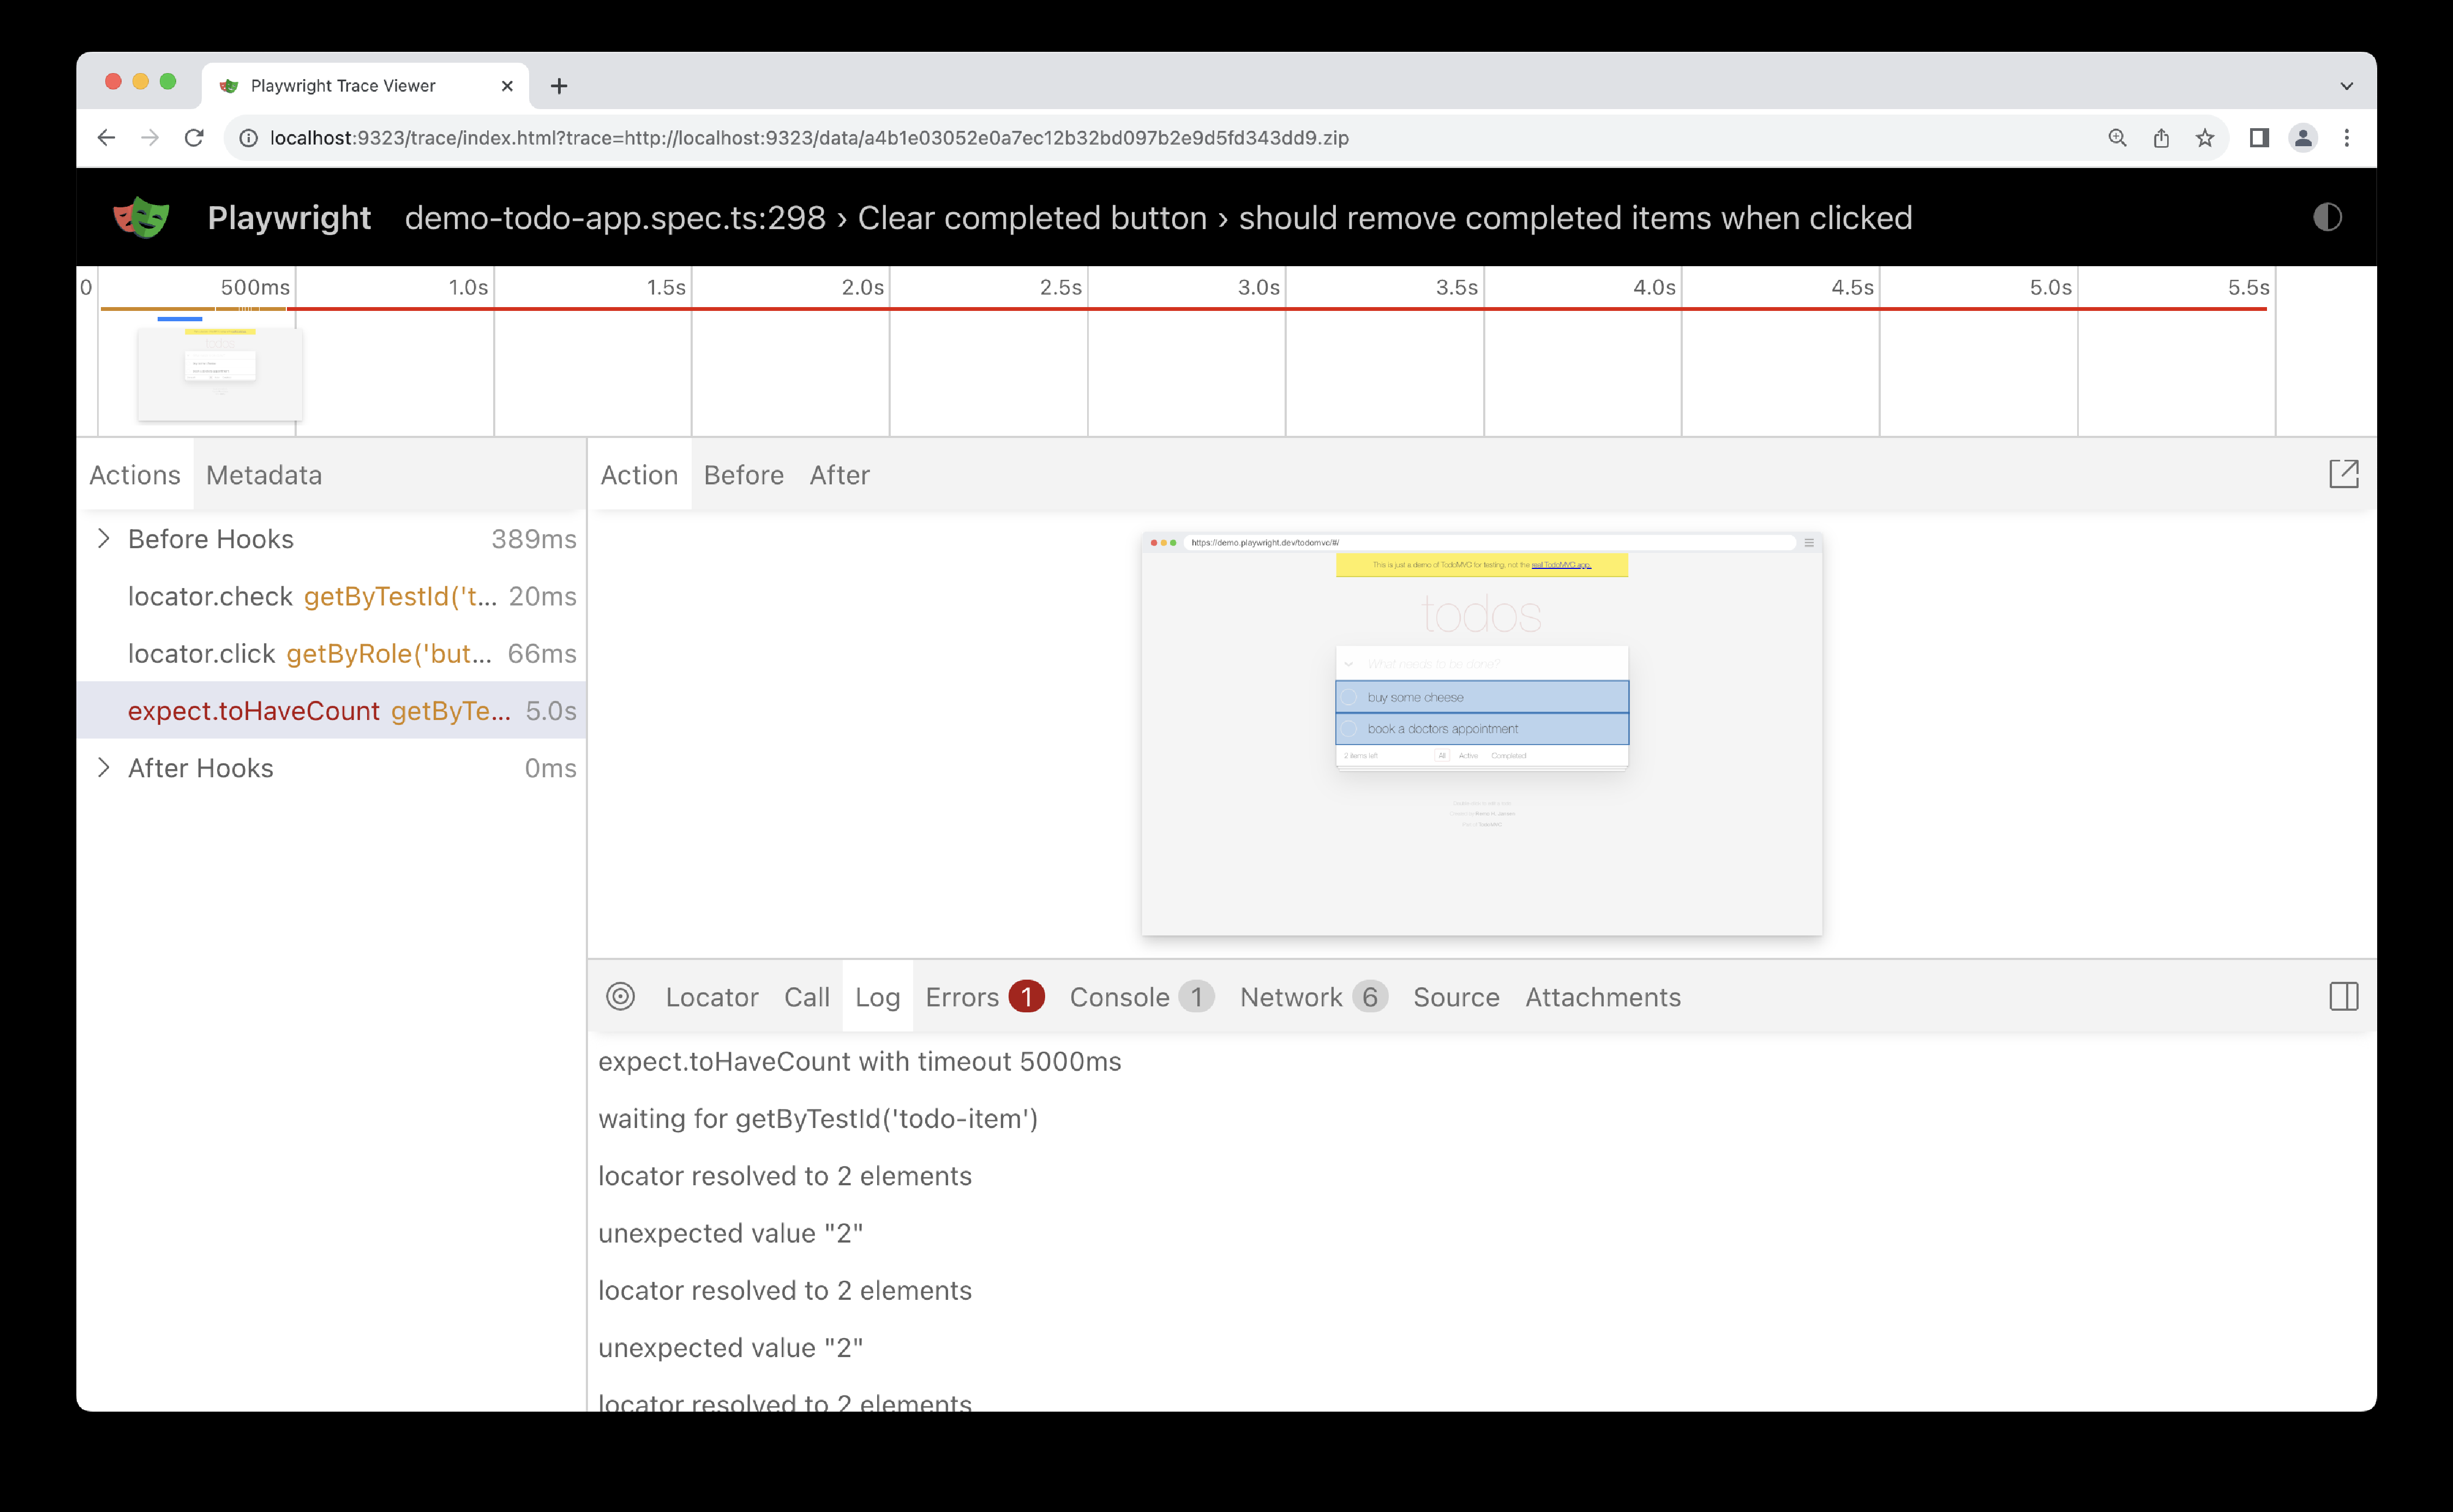 Playwright Trace Viewer
localhost:9323/trace/index.html?trace=http://localhost:9323/data/a4b1e03052e0a7ec12b32bd097b2e9d5fd343dd9.zip
Playwright demo-todo-app.spec.ts:298 › Clear completed button › should remove completed items when clicked
0 500ms 1.0s 1.5s 2.0s 2.5s 3.0s 3.5s 4.0s 4.5s 5.0s 5.5s
todos
Actions Metadata
Before Hooks 389ms
locator.check getByTestId('t... 20ms
locator.click getByRole('but... 66ms
expect.toHaveCount getByTe... 5.0s
After Hooks 0ms
Action Before After
https://demo.playwright.dev/todomvc/#/
This is just a demo of TodoMVC for testing, not the real TodoMVC app.
todos
What needs to be done?
buy some cheese
book a doctors appointment
2 items left All Active Completed
Locator Call Log Errors 1 Console 1 Network 6 Source Attachments
expect.toHaveCount with timeout 5000ms
waiting for getByTestId('todo-item')
locator resolved to 2 elements
unexpected value "2"
locator resolved to 2 elements
unexpected value "2"
locator resolved to 2 elements